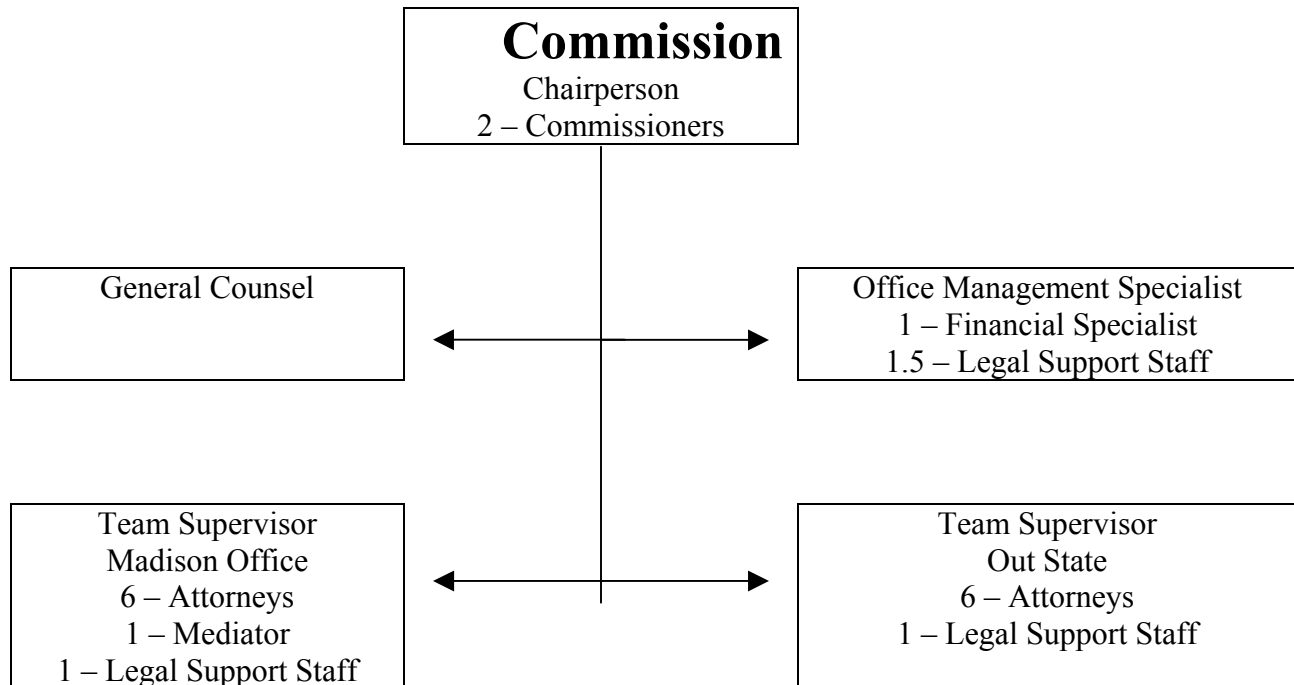 Commission
Chairperson
2 – Commissioners
General Counsel
Office Management Specialist
1 – Financial Specialist
1.5 – Legal Support Staff
Team Supervisor
Madison Office
6 – Attorneys
1 – Mediator
1 – Legal Support Staff
Team Supervisor
Out State
6 – Attorneys
1 – Legal Support Staff